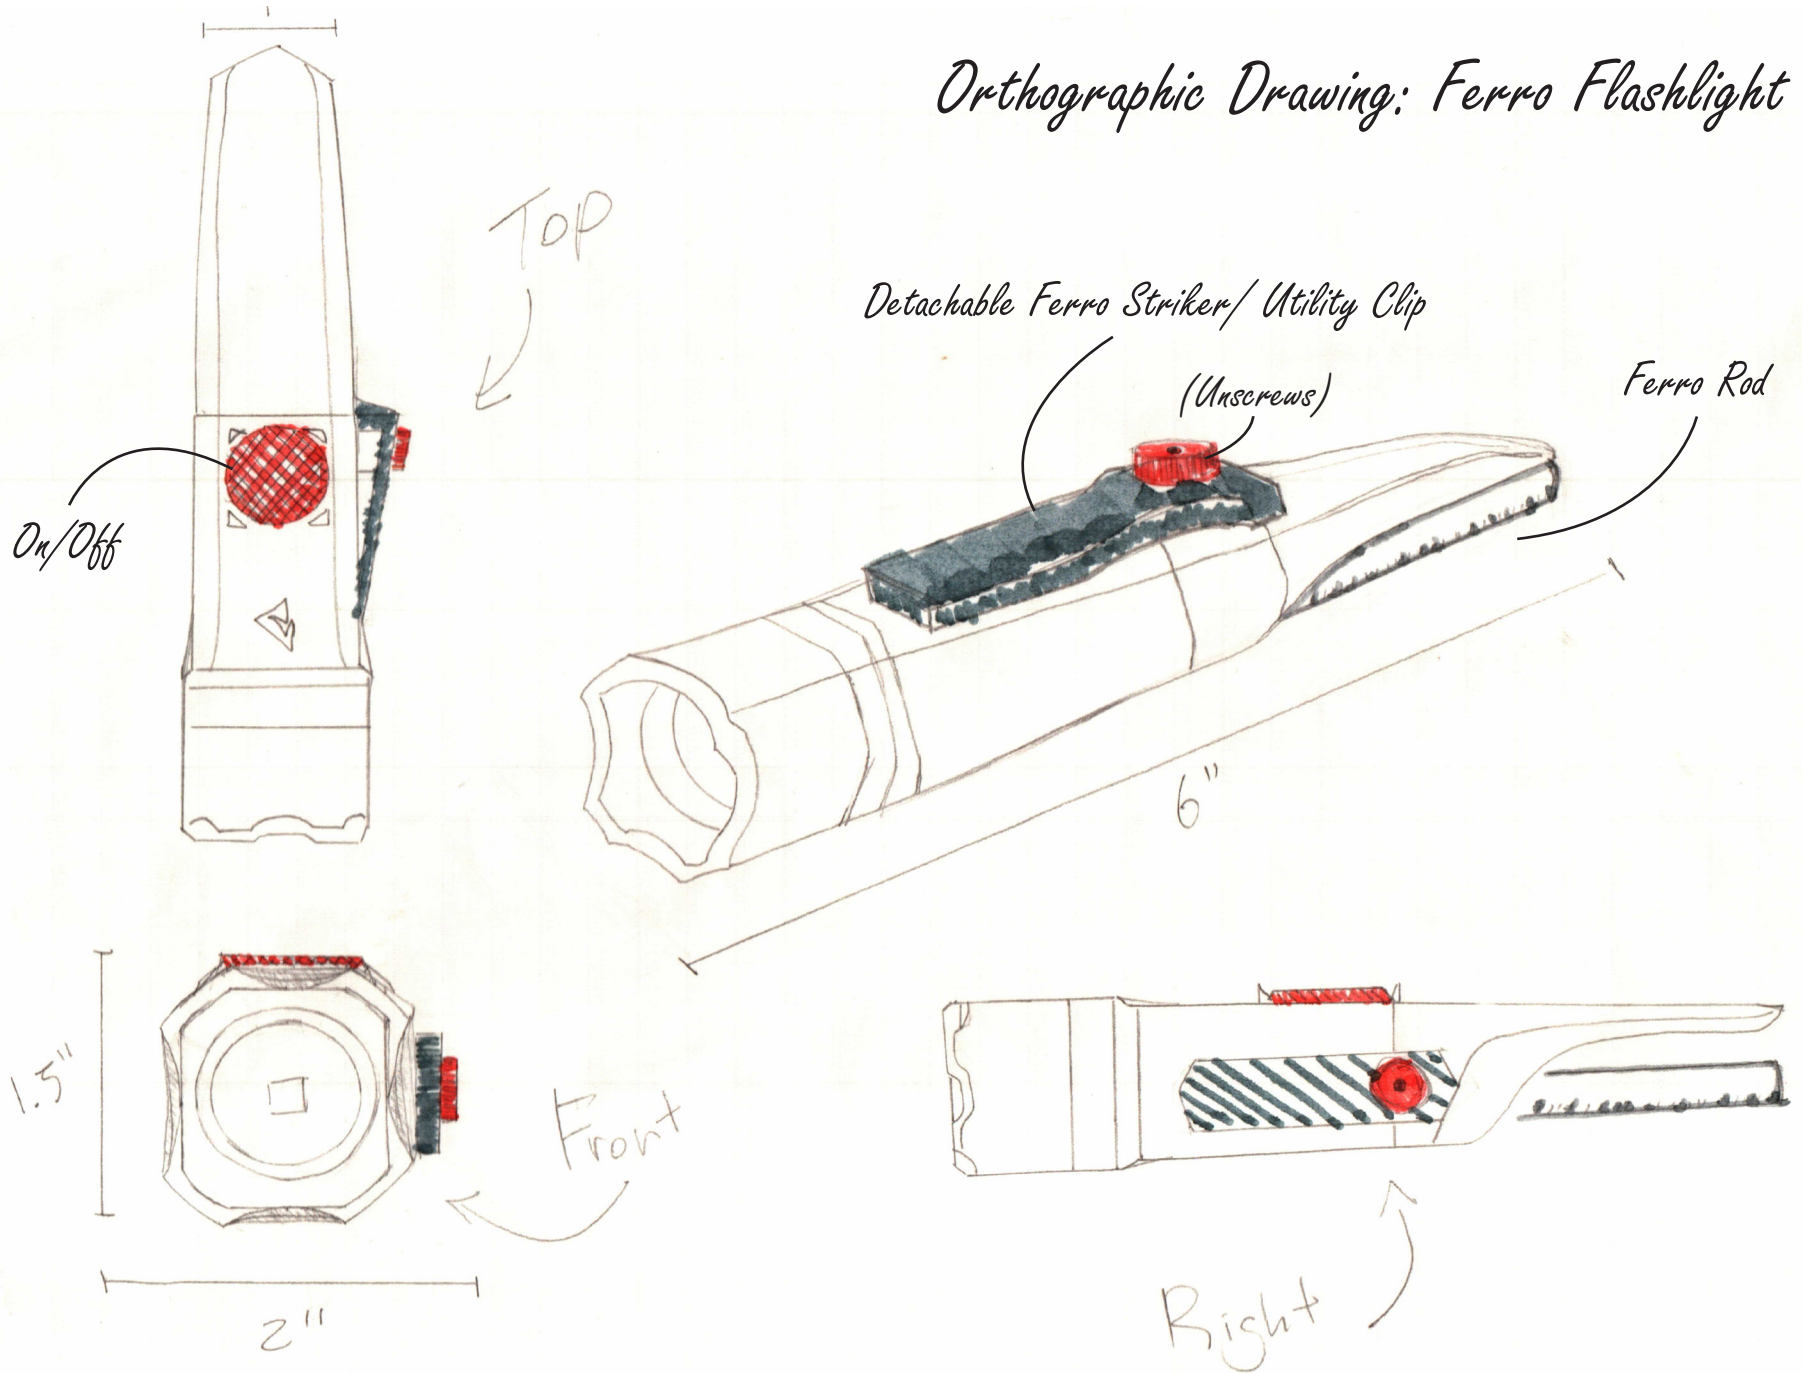 Orthographic Drawing: Ferro Flashlight
Top
Detachable Ferro Striker/ Utility Clip
(Unscrews)
Ferro Rod
On/Off
6"
1.5"
Front
2"
Right